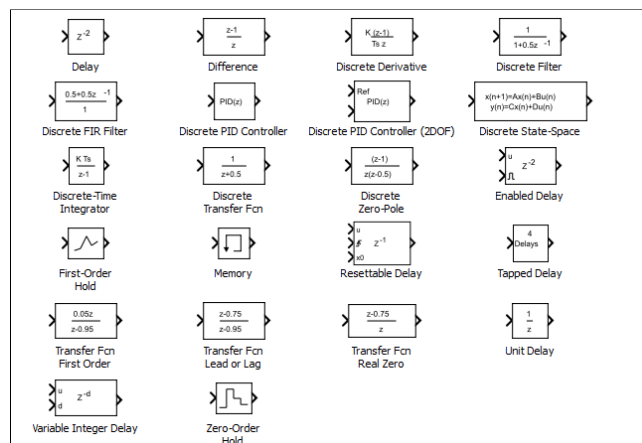 z-2
Delay
z-1
z
Difference
K (z-1)
Ts z
Discrete Derivative
1
1+0.5z -1
Discrete Filter
0.5+0.5z -1
1
Discrete FIR Filter
PID(z)
Discrete PID Controller
Ref
PID(z)
Discrete PID Controller (2DOF)
x(n+1)=Ax(n)+Bu(n)
y(n)=Cx(n)+Du(n)
Discrete State-Space
K Ts
z-1
Discrete-Time
Integrator
1
z+0.5
Discrete
Transfer Fcn
(z-1)
z(z-0.5)
Discrete
Zero-Pole
u
z-2
Enabled Delay
First-Order
Hold
Memory
u
z-1
x0
Resettable Delay
4
Delays
Tapped Delay
0.05z
z-0.95
Transfer Fcn
First Order
z-0.75
z-0.95
Transfer Fcn
Lead or Lag
z-0.75
z
Transfer Fcn
Real Zero
1
z
Unit Delay
u
z-d
d
Variable Integer Delay
Zero-Order
Hold